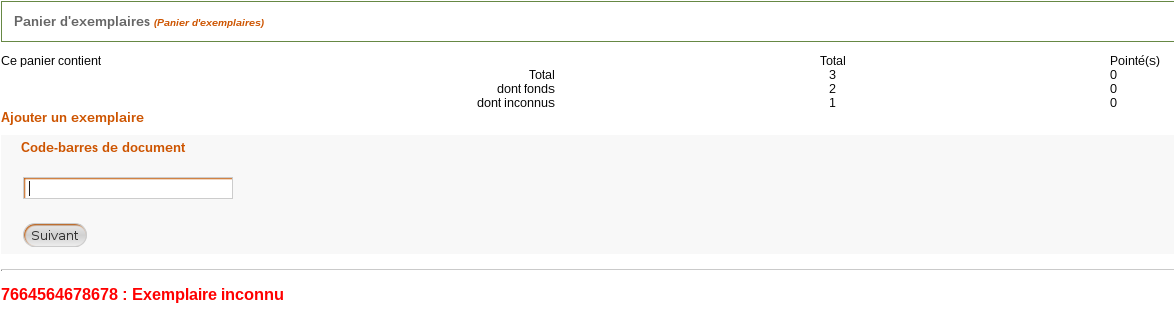 Panier d'exemplaires (Panier d'exemplaires)
Ce panier contient Total Pointé(s)
Total 3 0
dont fonds 2 0
dont inconnus 1 0
Ajouter un exemplaire
Code-barres de document
Suivant
7664564678678 : Exemplaire inconnu